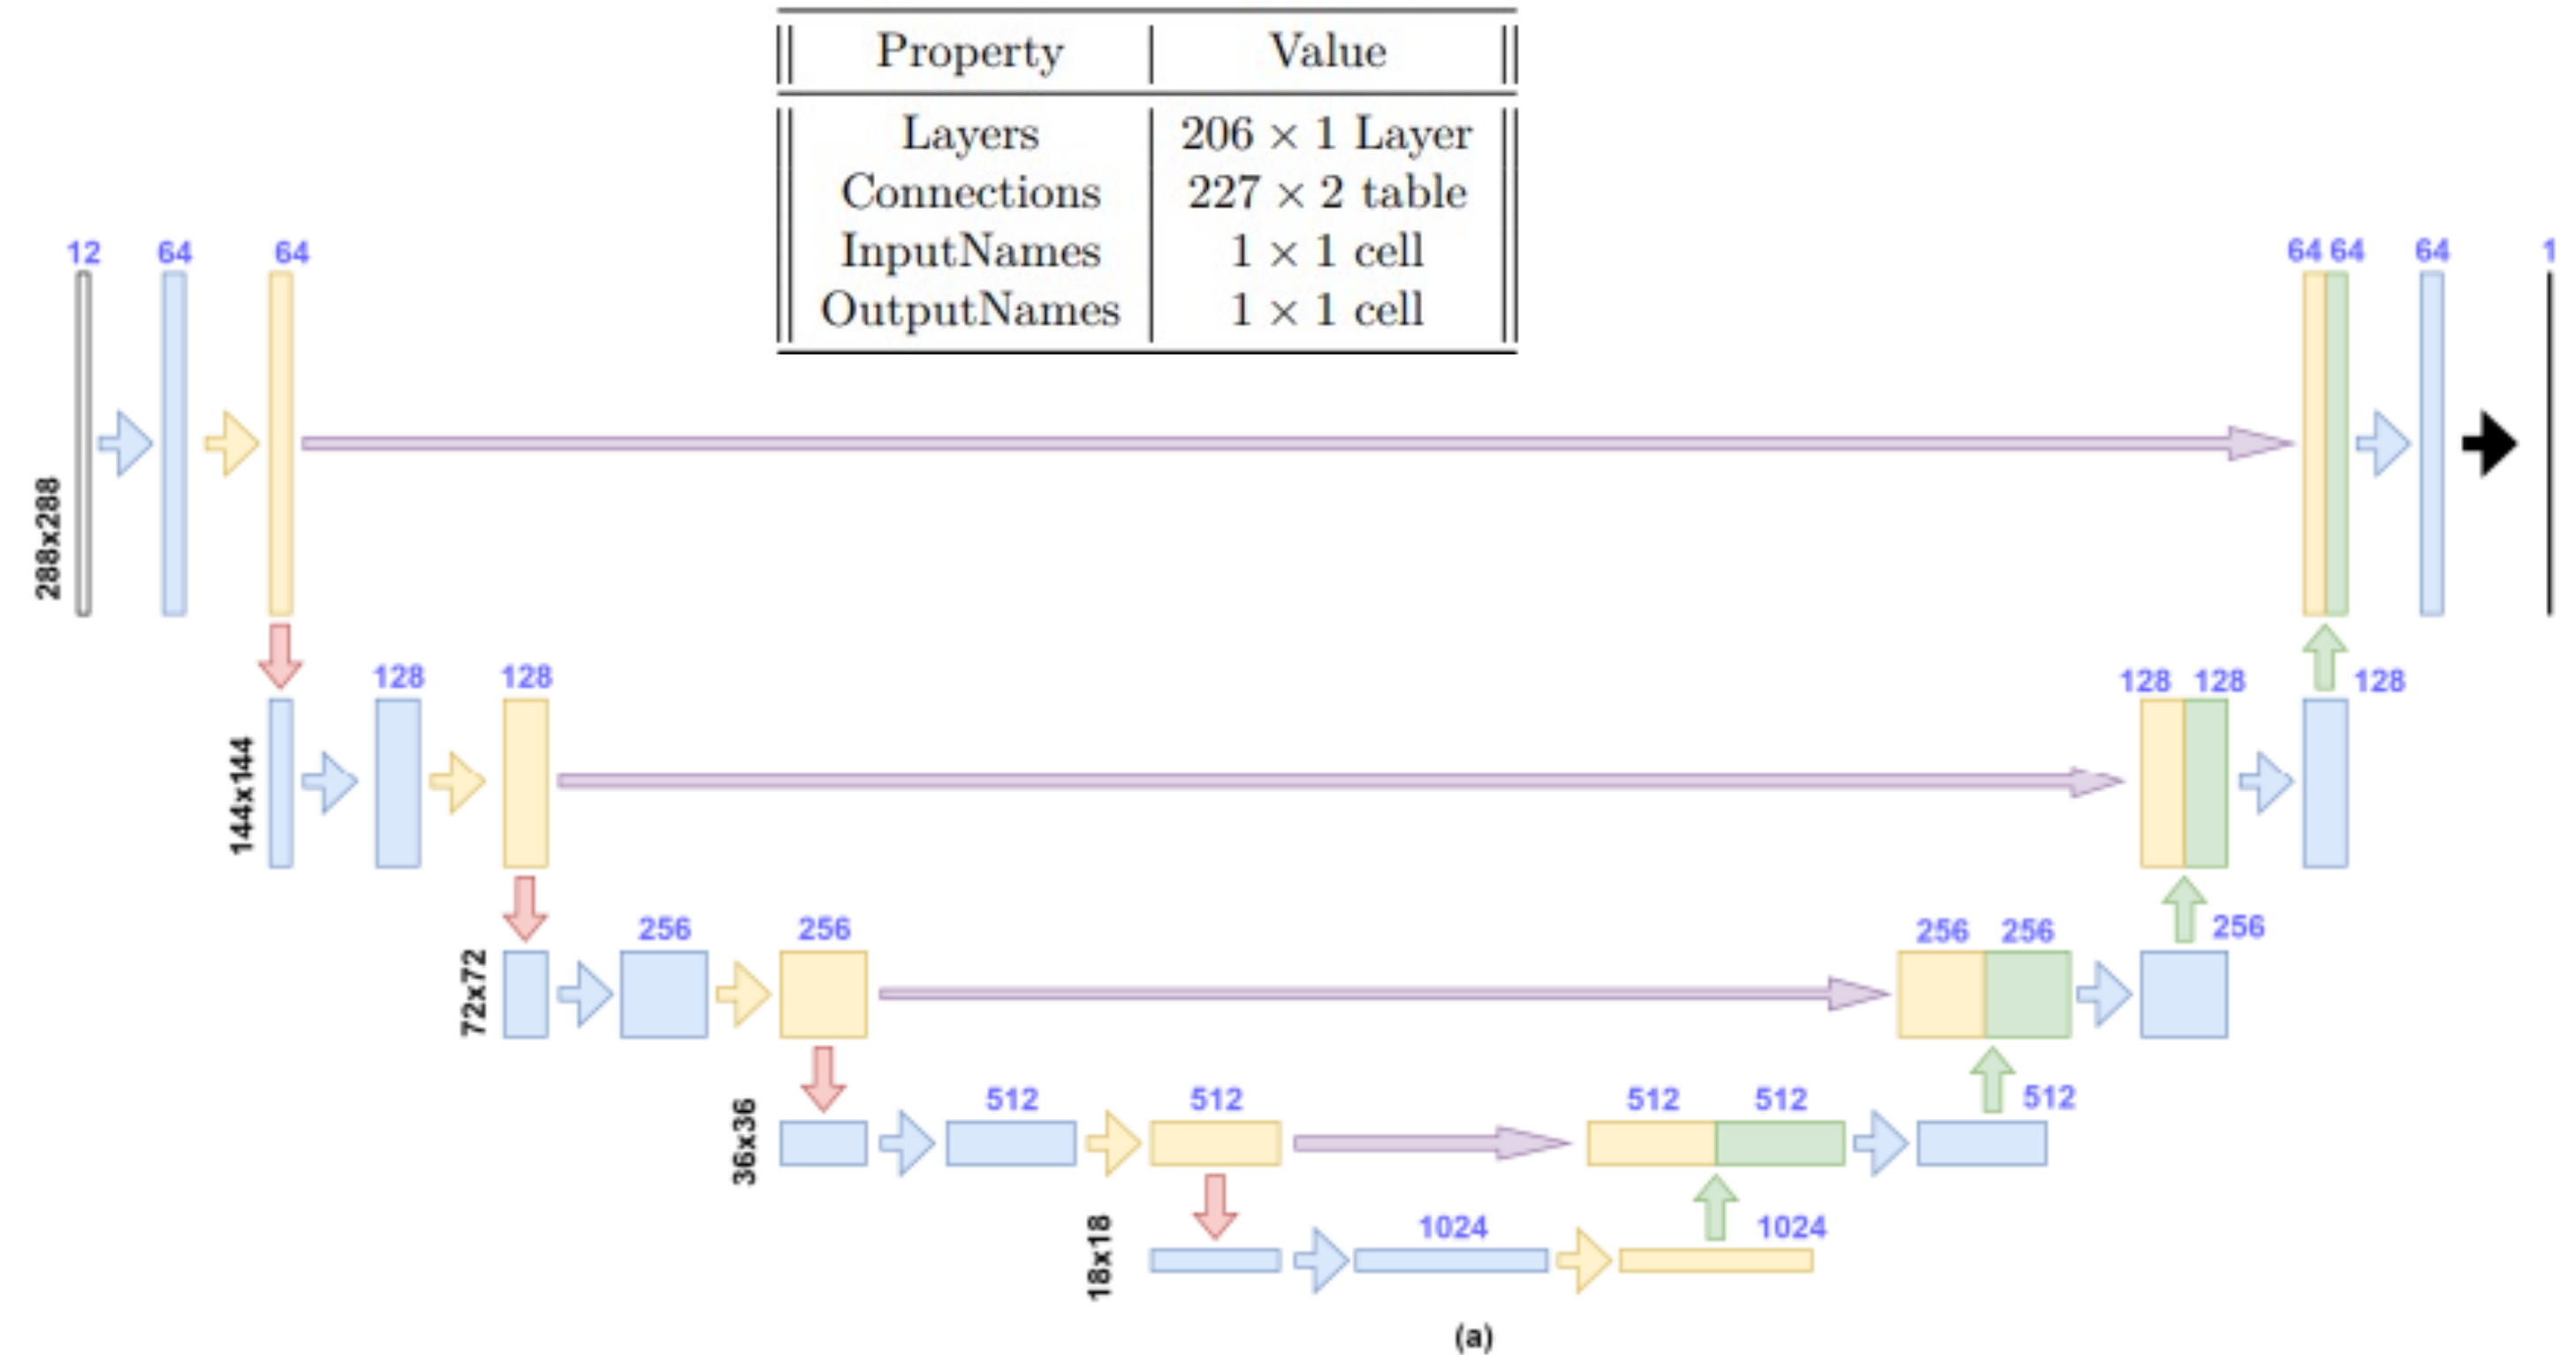 Property Value
Layers 206 × 1 Layer
Connections 227 × 2 table
InputNames 1 × 1 cell
OutputNames 1 × 1 cell
12 64 64 64 64 64 1
288x288
128 128 128 128 128
144x144
256 256 256 256 256
72x72
512 512 512 512 512
36x36
1024 1024
18x18
(a)